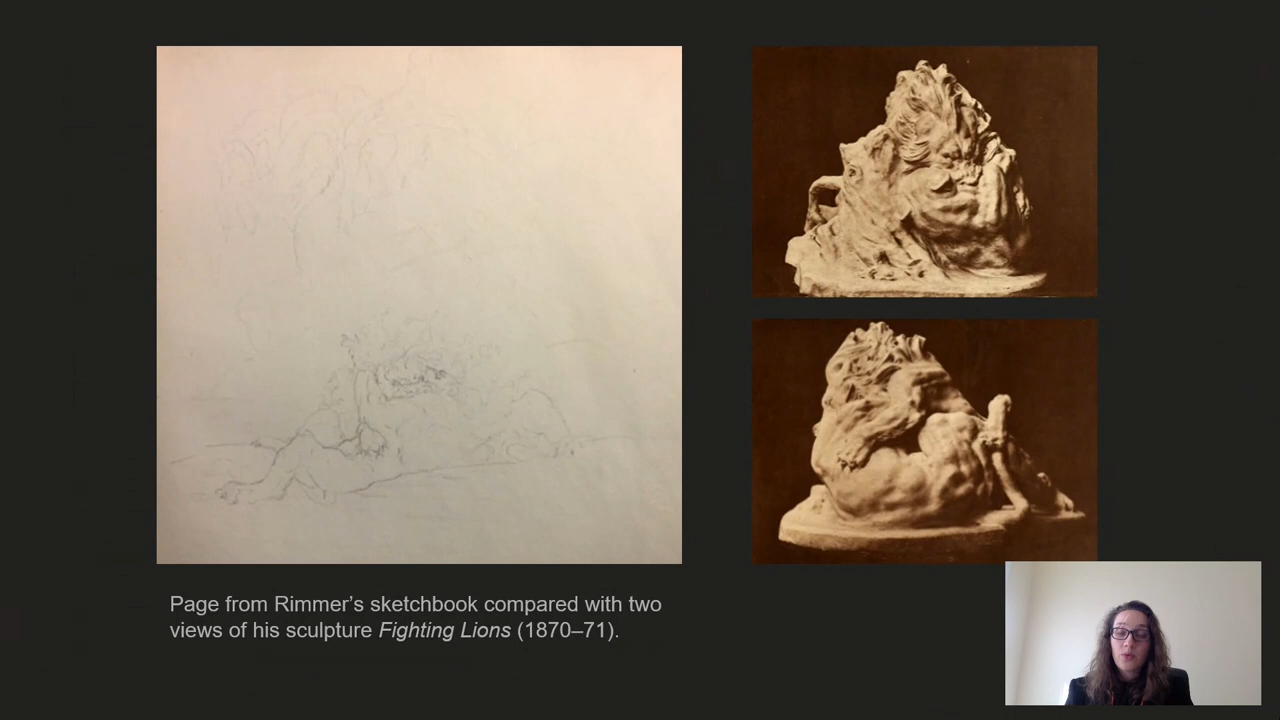 Page from Rimmer’s sketchbook compared with two
views of his sculpture Fighting Lions (1870–71).